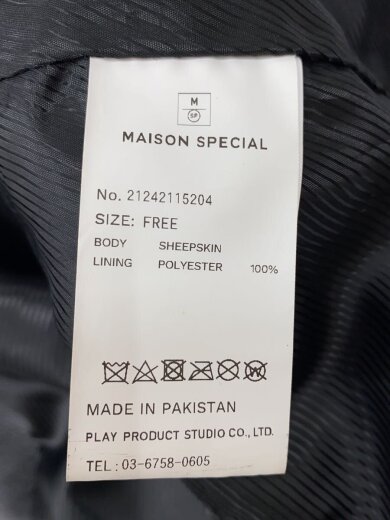 M
SP
MAISON SPECIAL
No. 21242115204
SIZE: FREE
BODY SHEEPSKIN
LINING POLYESTER 100%
MADE IN PAKISTAN
PLAY PRODUCT STUDIO CO., LTD.
TEL: 03-6758-0605